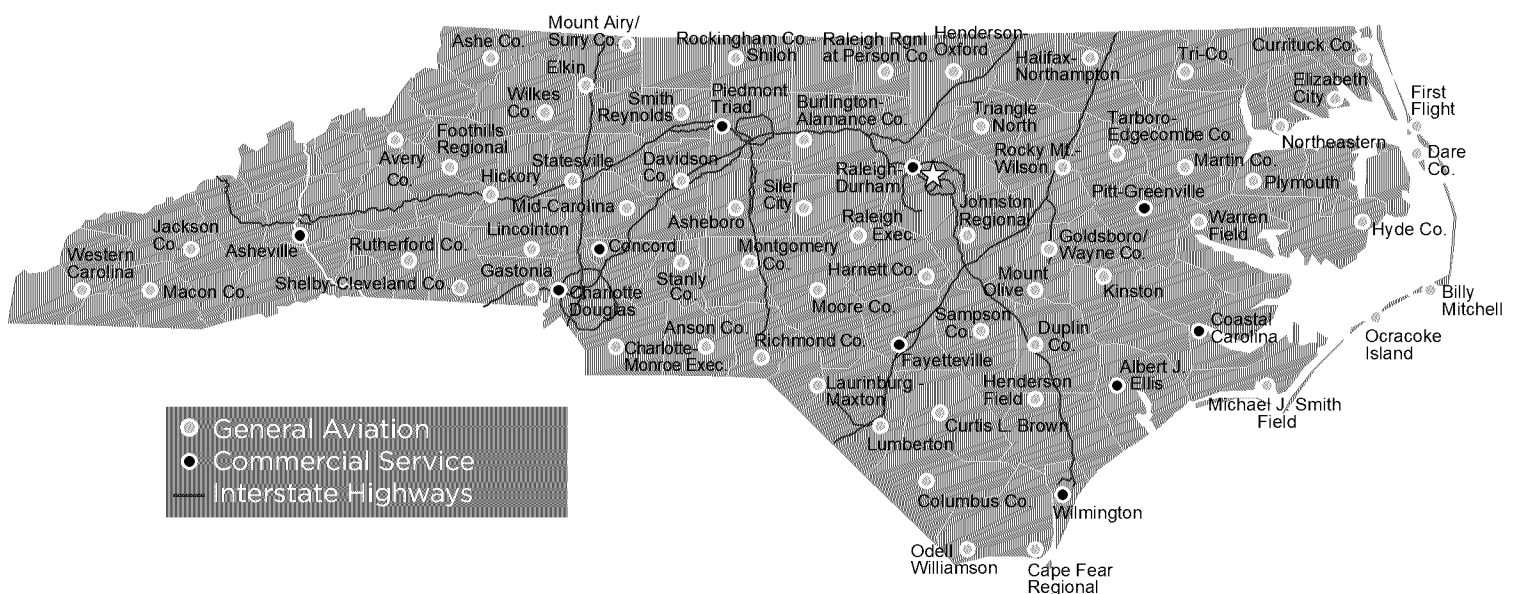 Mount Airy/
Surry Co.
Ashe Co.
Elkin
Rockingham Co.-
Shiloh
Raleigh Rgnl
at Person Co.
Henderson-
Oxford
Halifax-
Northampton
Tri-Co.
Currituck Co.
Elizabeth
City
First
Flight
Wilkes
Co.
Smith
Reynolds
Piedmont
Triad
Burlington-
Alamance Co.
Triangle
North
Tarboro-
Edgecombe Co.
Northeastern
Dare
Co.
Avery
Co.
Foothills
Regional
Statesville
Hickory
Davidson
Co.
Siler
City
Raleigh-
Durham
Rocky Mt.-
Wilson
Martin Co.
Plymouth
Pitt-Greenville
Mid-Carolina
Asheboro
Johnston
Regional
Raleigh
Exec.
Warren
Field
Hyde Co.
Jackson
Co.
Asheville
Rutherford Co.
Lincolnton
Concord
Montgomery
Co.
Goldsboro/
Wayne Co.
Western
Carolina
Macon Co.
Shelby-Cleveland Co.
Gastonia
Charlotte
Douglas
Stanly
Co.
Harnett Co.
Moore Co.
Mount
Olive
Kinston
Billy
Mitchell
Ocracoke
Island
Anson Co.
Charlotte-
Monroe Exec.
Richmond Co.
Fayetteville
Sampson
Co.
Duplin
Co.
Coastal
Carolina
Albert J.
Ellis
Laurinburg -
Maxton
Henderson
Field
Michael J. Smith
Field
Curtis L. Brown
Lumberton
Columbus Co.
Wilmington
Odell
Williamson
Cape Fear
Regional
General Aviation
Commercial Service
Interstate Highways